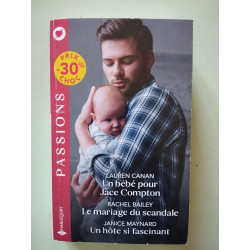 PRIX
-30%
CHOC
PASSIONS
HARLEQUIN
LAUREN CANAN
Un bébé pour
Jace Compton
RACHEL BAILEY
Le mariage du scandale
JANICE MAYNARD
Un hôte si fascinant